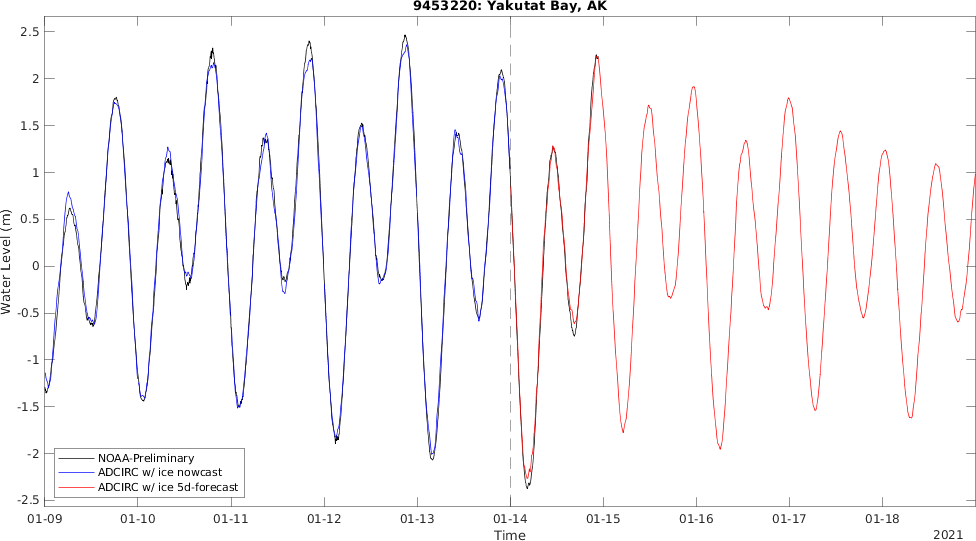 9453220: Yakutat Bay, AK
Water Level (m)
2.5
2
1.5
1
0.5
0
-0.5
-1
-1.5
-2
-2.5
NOAA-Preliminary
ADCIRC w/ ice nowcast
ADCIRC w/ ice 5d-forecast
01-09 01-10 01-11 01-12 01-13 01-14 01-15 01-16 01-17 01-18
Time
2021